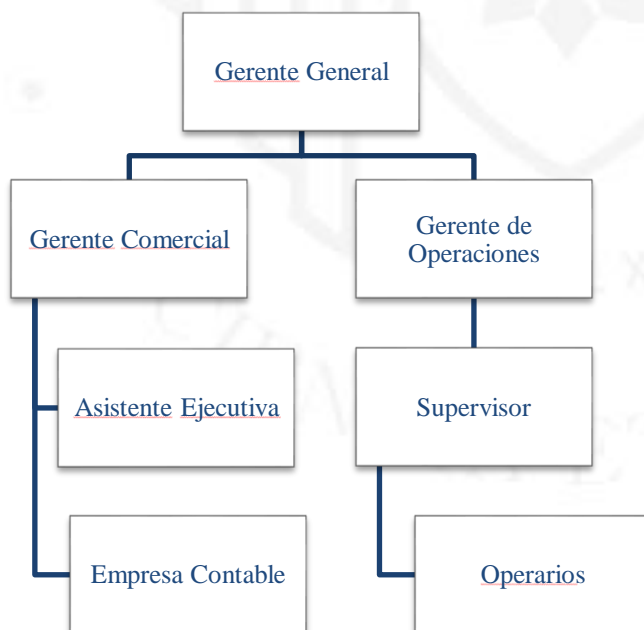 Gerente General
Gerente Comercial
Gerente de
Operaciones
Asistente Ejecutiva
Supervisor
Empresa Contable
Operarios